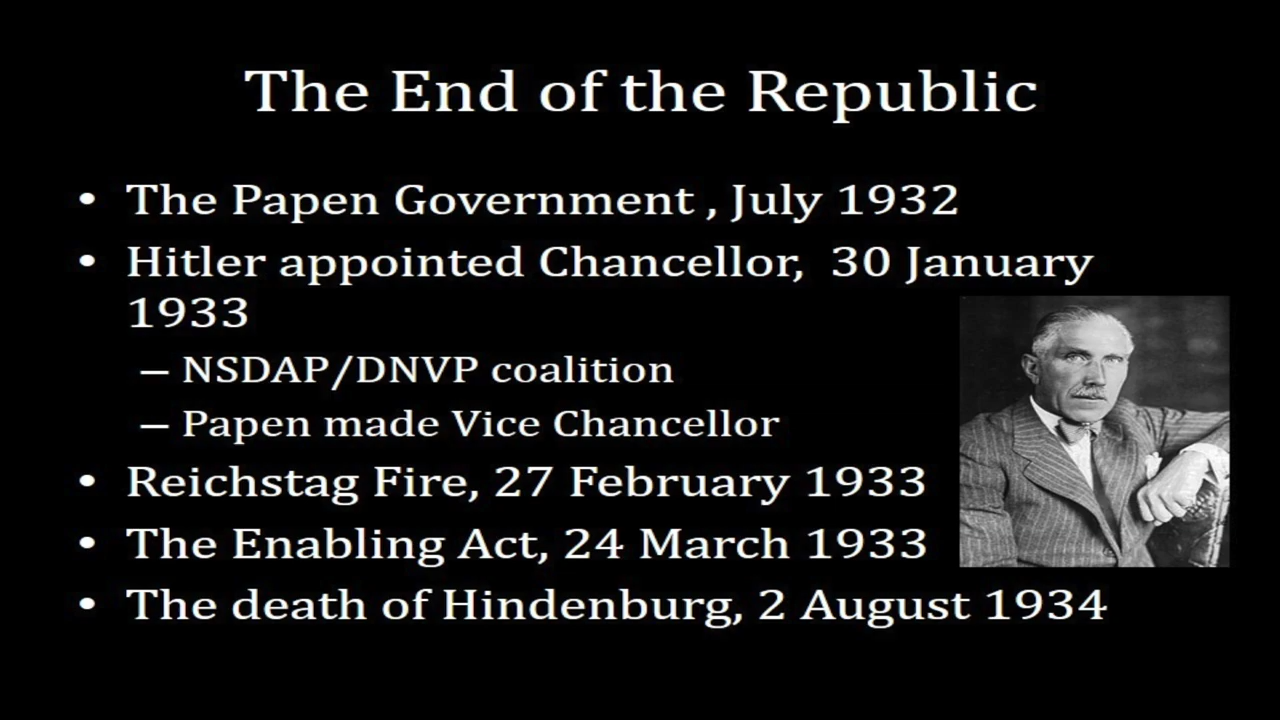 The End of the Republic
• The Papen Government , July 1932
• Hitler appointed Chancellor,  30 January
1933
– NSDAP/DNVP coalition
– Papen made Vice Chancellor
• Reichstag Fire, 27 February 1933
• The Enabling Act, 24 March 1933
• The death of Hindenburg, 2 August 1934